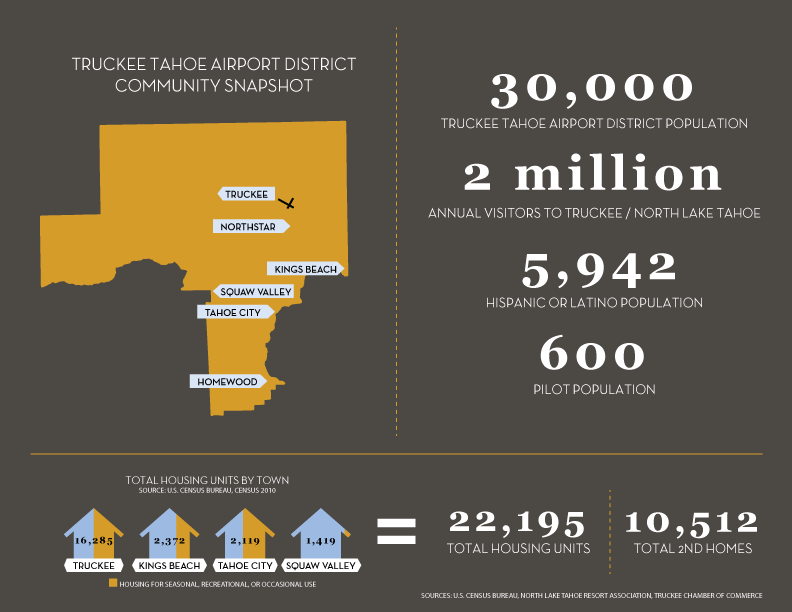 TRUCKEE TAHOE AIRPORT DISTRICT
COMMUNITY SNAPSHOT
TRUCKEE
NORTHSTAR
KINGS BEACH
SQUAW VALLEY
TAHOE CITY
HOMEWOOD
30,000
TRUCKEE TAHOE AIRPORT DISTRICT POPULATION
2 million
ANNUAL VISITORS TO TRUCKEE / NORTH LAKE TAHOE
5,942
HISPANIC OR LATINO POPULATION
600
PILOT POPULATION
TOTAL HOUSING UNITS BY TOWN
SOURCE: U.S. CENSUS BUREAU, CENSUS 2010
16,285
TRUCKEE
2,372
KINGS BEACH
2,119
TAHOE CITY
1,419
SQUAW VALLEY
HOUSING FOR SEASONAL, RECREATIONAL, OR OCCASIONAL USE
=
22,195
TOTAL HOUSING UNITS
10,512
TOTAL 2ND HOMES
SOURCES: U.S. CENSUS BUREAU, NORTH LAKE TAHOE RESORT ASSOCIATION, TRUCKEE CHAMBER OF COMMERCE